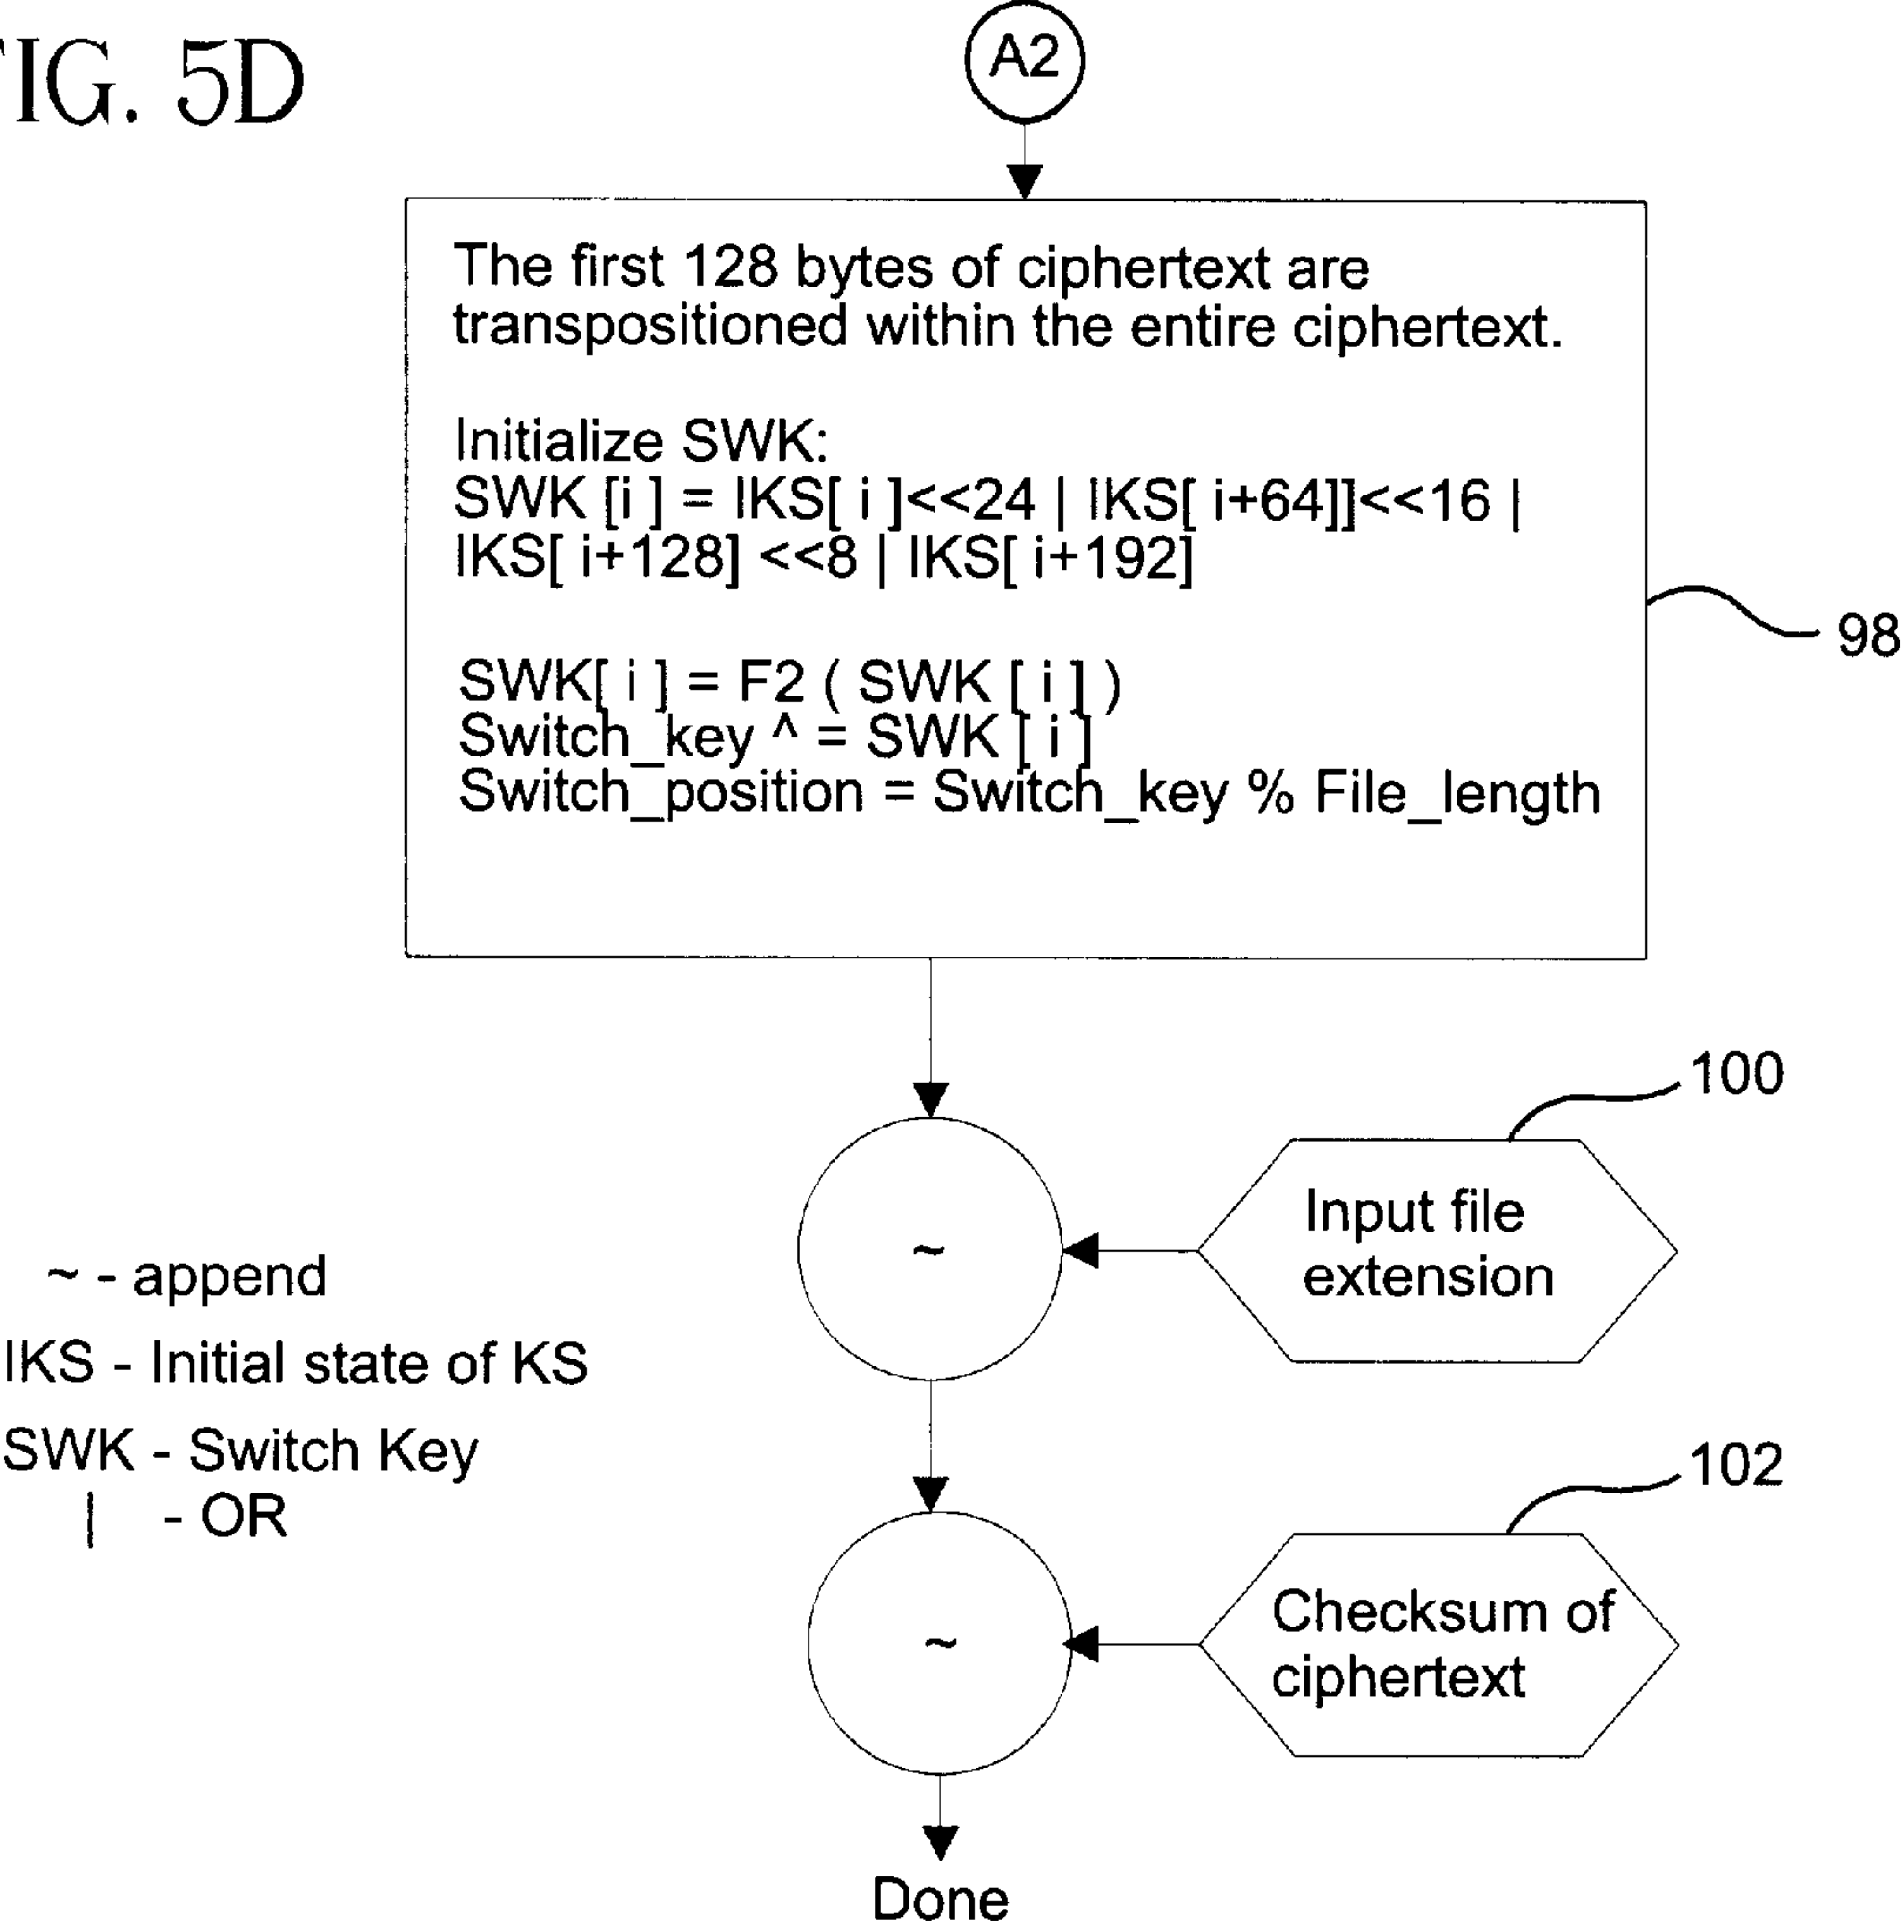 IG. 5D
A2
The first 128 bytes of ciphertext are
transpositioned within the entire ciphertext.
Initialize SWK:
SWK [i ] = IKS[ i ]<<24 | IKS[ i+64]]<<16 |
IKS[ i+128] <<8 | IKS[ i+192]
SWK[ i ] = F2 ( SWK [ i ] )
Switch_key ^ = SWK [ i ]
Switch_position = Switch_key % File_length
98
100
~
Input file
extension
~ - append
IKS - Initial state of KS
SWK - Switch Key
| - OR
102
~
Checksum of
ciphertext
Done